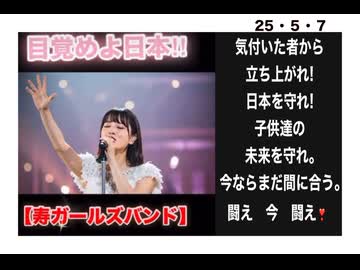 25・5・7
目覚めよ日本!!
【寿ガールズバンド】
気付いた者から
立ち上がれ!
日本を守れ!
子供達の
未来を守れ。
今ならまだ間に合う。
闘え 今 闘え❣